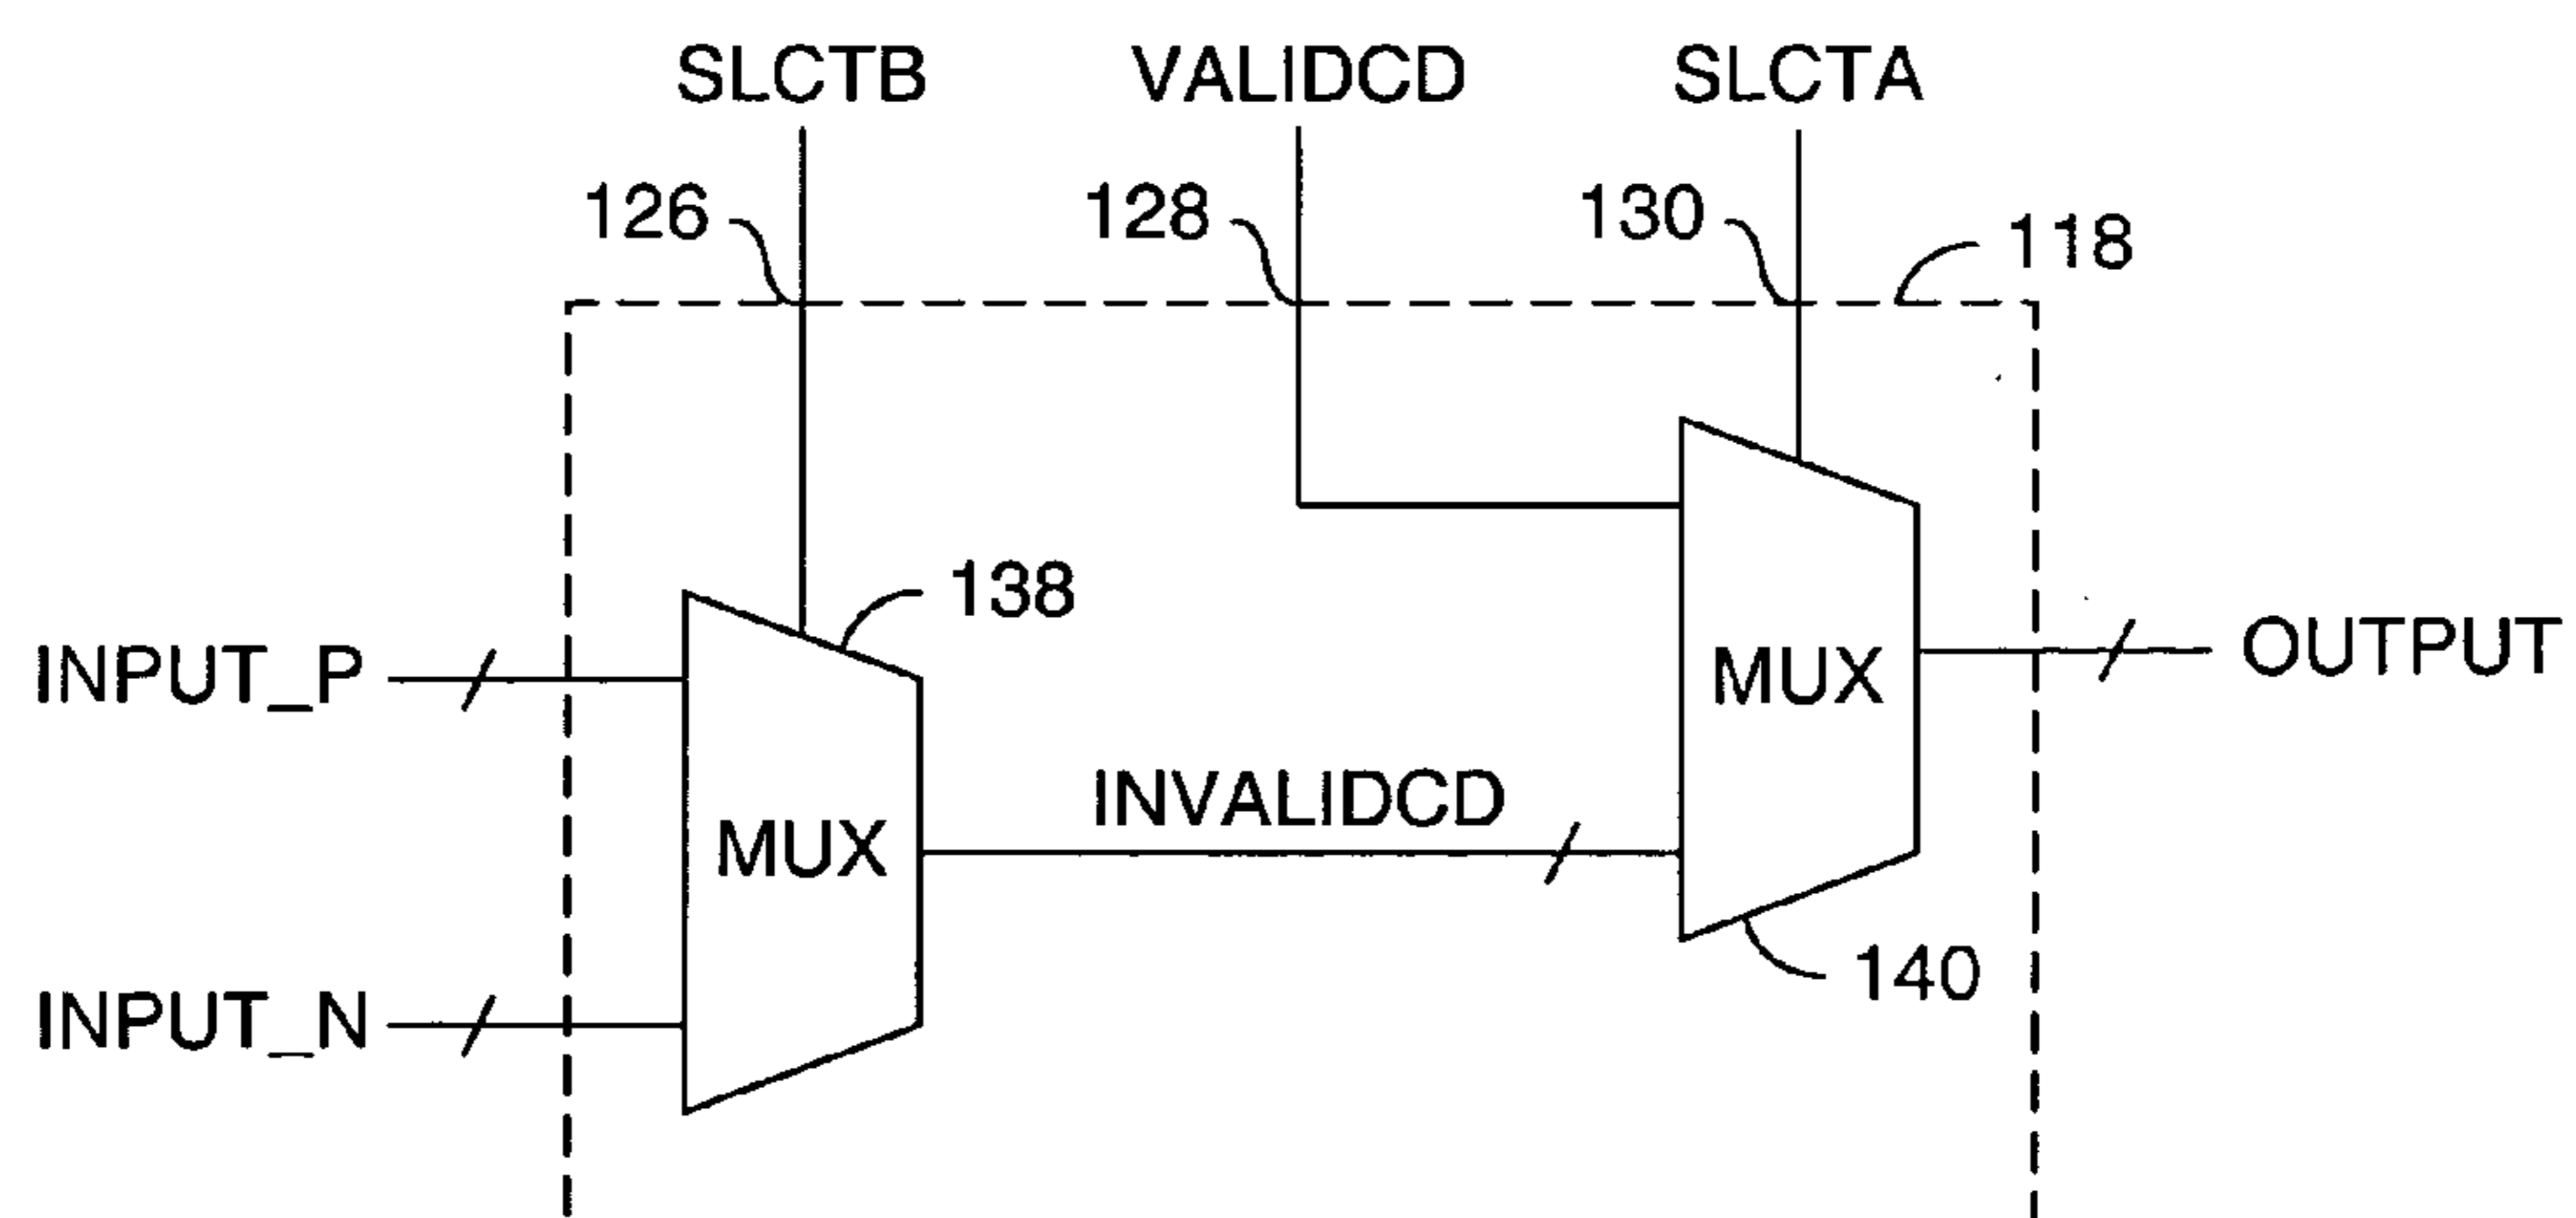 SLCTB VALIDCD SLCTA
126 128 130 118
138
INPUT_P MUX OUTPUT
INVALIDCD
MUX
140
INPUT_N